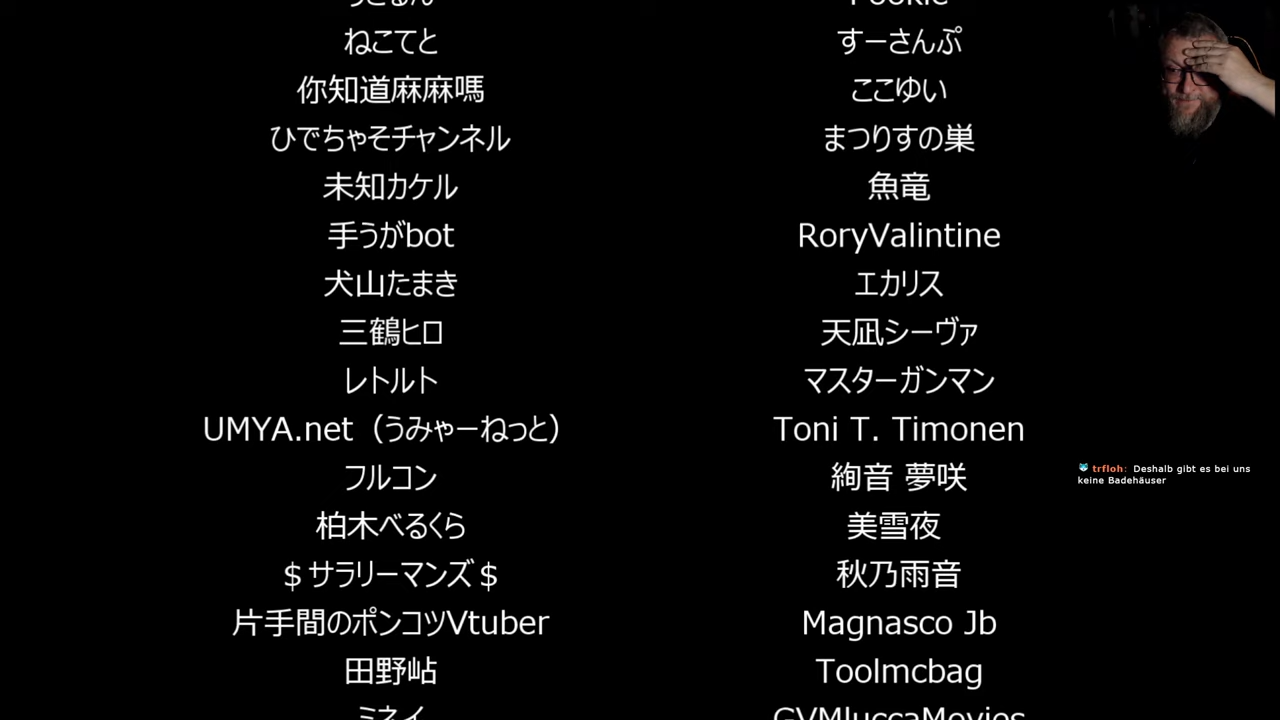 ねこてと
すーさんぷ
你知道麻麻嗎
ここゆい
ひでちゃそチャンネル
まつりすの巣
未知カケル
魚竜
手うがbot
RoryValintine
犬山たまき
エカリス
三鶴ヒロ
天凪シーヴァ
レトルト
マスターガンマン
UMYA.net（うみゃーねっと）
Toni T. Timonen
フルコン
絢音 夢咲
柏木べるくら
美雪夜
＄サラリーマンズ＄
秋乃雨音
片手間のポンコツVtuber
Magnasco Jb
田野岾
Toolmcbag
ミネイ
GVMluccaMovies
trfloh: Deshalb gibt es bei uns
keine Badehäuser